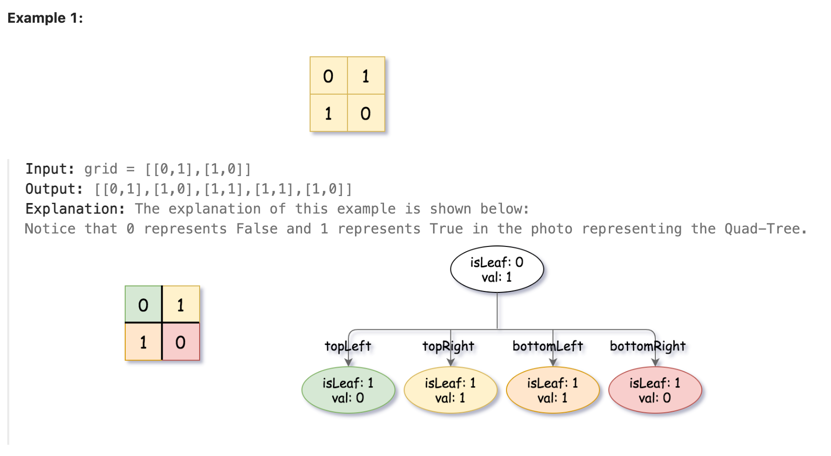 Example 1:
0 1
1 0
Input: grid = [[0,1],[1,0]]
Output: [[0,1],[1,0],[1,1],[1,1],[1,0]]
Explanation: The explanation of this example is shown below:
Notice that 0 represents False and 1 represents True in the photo representing the Quad-Tree.
isLeaf: 0
val: 1
0 1
1 0
topLeft topRight bottomLeft bottomRight
isLeaf: 1 isLeaf: 1 isLeaf: 1 isLeaf: 1
val: 0 val: 1 val: 1 val: 0